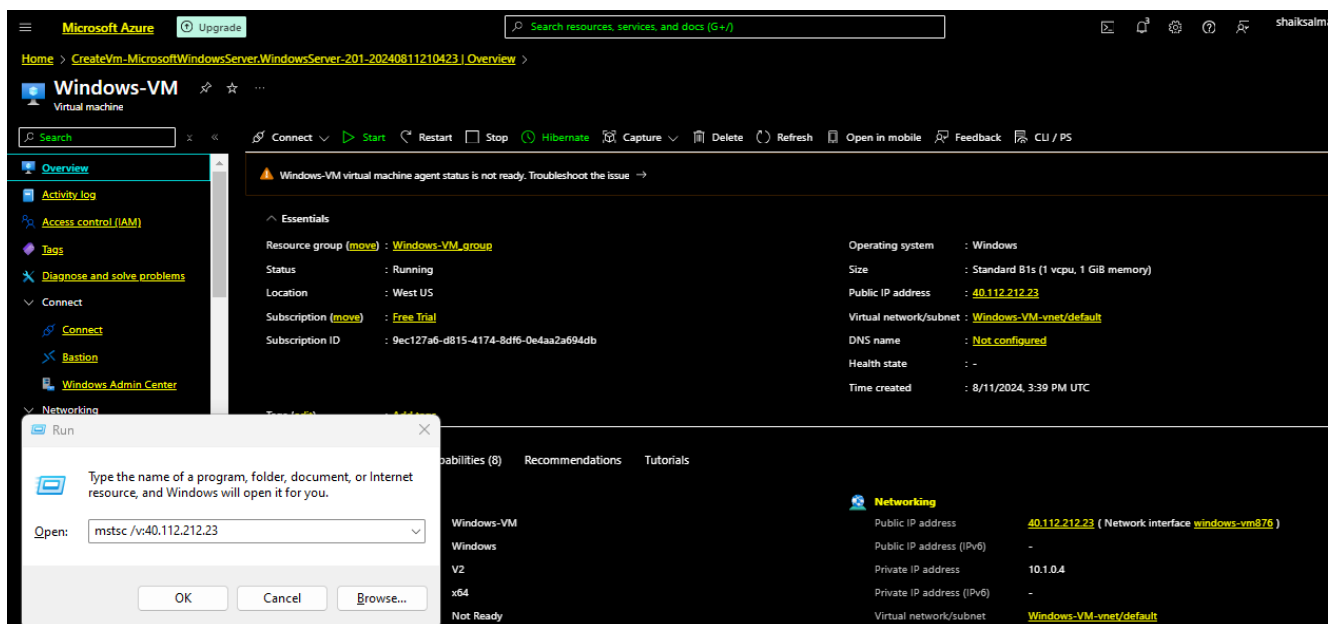 Microsoft Azure Upgrade Search resources, services, and docs (G+/) 3 shaiksalma
Home > CreateVm-MicrosoftWindowsServer.WindowsServer-201-20240811210423 | Overview >
Windows-VM ...
Virtual machine
Search Connect Start Restart Stop Hibernate Capture Delete Refresh Open in mobile Feedback CLI / PS
Overview
Windows-VM virtual machine agent status is not ready. Troubleshoot the issue →
Activity log
Access control (IAM)
Tags
Diagnose and solve problems
Connect
Connect
Bastion
Windows Admin Center
Networking
Essentials
Resource group (move) : Windows-VM_group
Status : Running
Location : West US
Subscription (move) : Free Trial
Subscription ID : 9ec127a6-d815-4174-8df6-0e4aa2a694db
Operating system : Windows
Size : Standard B1s (1 vcpu, 1 GiB memory)
Public IP address : 40.112.212.23
Virtual network/subnet : Windows-VM-vnet/default
DNS name : Not configured
Health state : -
Time created : 8/11/2024, 3:39 PM UTC
Tags (edit) : Add tags
Run
Type the name of a program, folder, document, or Internet
resource, and Windows will open it for you.
Open: mstsc /v:40.112.212.23
OK Cancel Browse...
pabilities (8) Recommendations Tutorials
Windows-VM
Windows
V2
x64
Not Ready
Networking
Public IP address 40.112.212.23 ( Network interface windows-vm876 )
Public IP address (IPv6) -
Private IP address 10.1.0.4
Private IP address (IPv6) -
Virtual network/subnet Windows-VM-vnet/default